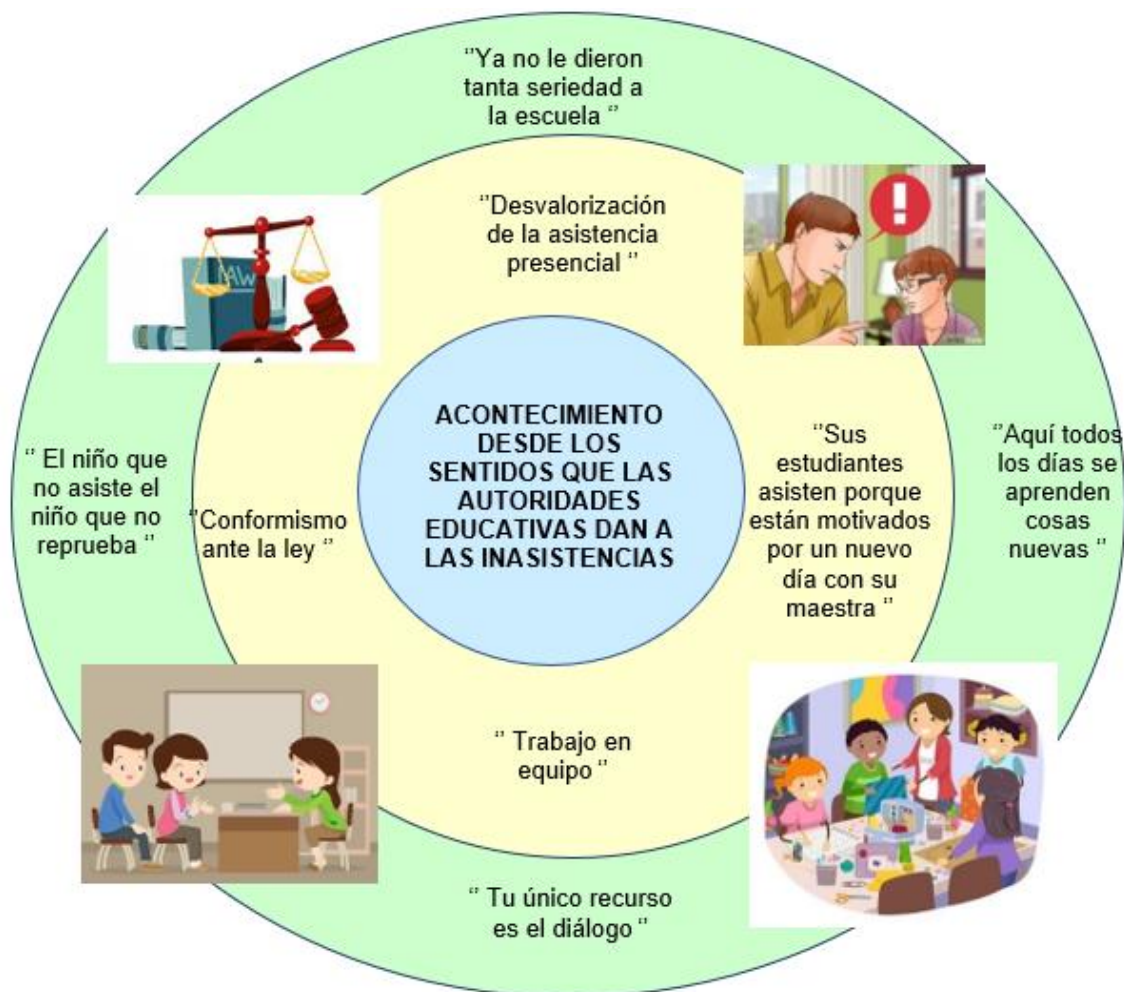 ‘’Ya no le dieron
tanta seriedad a
la escuela ‘’
‘’Desvalorización
de la asistencia
presencial ‘’
LAW
ACONTECIMIENTO
DESDE LOS
SENTIDOS QUE LAS
AUTORIDADES
EDUCATIVAS DAN A
LAS INASISTENCIAS
‘’ El niño que
no asiste el
niño que no
reprueba ‘’
‘’Conformismo
ante la ley ‘’
‘’Sus
estudiantes
asisten porque
están motivados
por un nuevo
día con su
maestra ‘’
‘’Aquí todos
los días se
aprenden
cosas
nuevas ‘’
‘’ Trabajo en
equipo ‘’
‘’ Tu único recurso
es el diálogo ‘’